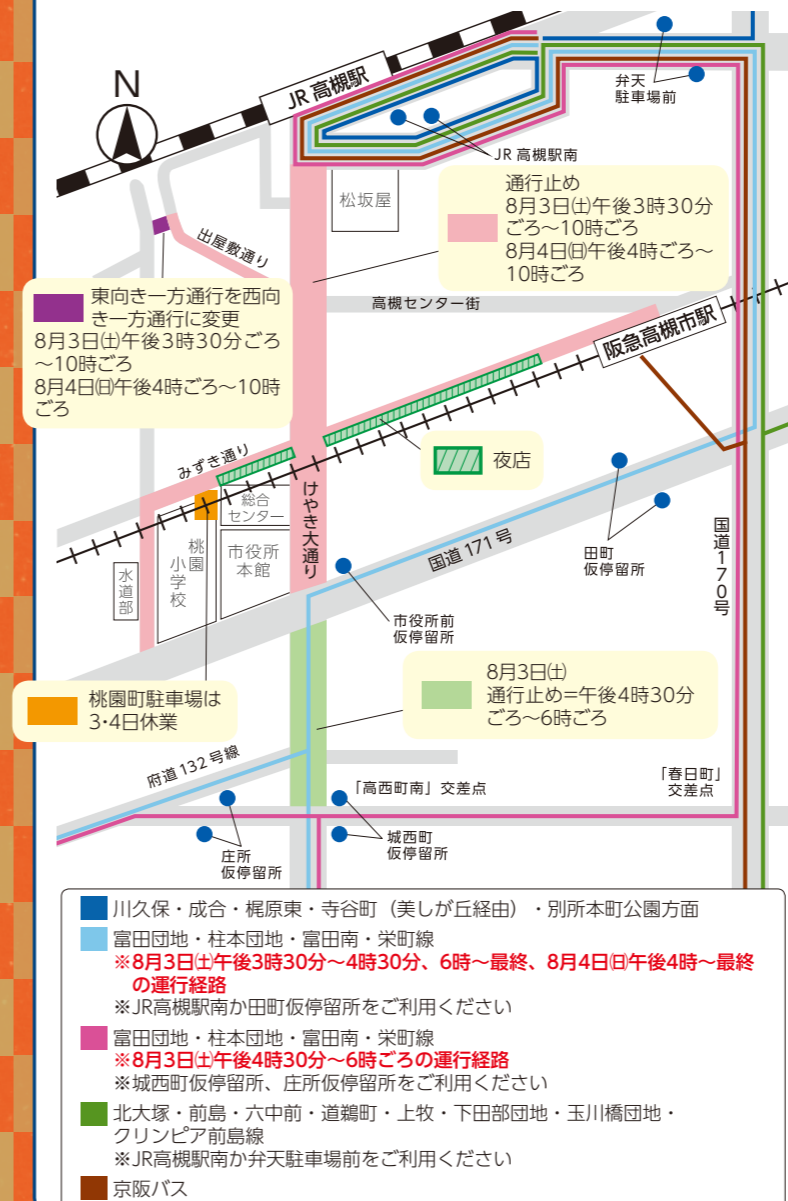 N
JR高槻駅
弁天
駐車場前
JR高槻駅南
松坂屋
通行止め
8月3日㈯午後3時30分
ごろ～10時ごろ
8月4日㈰午後4時ごろ～
10時ごろ
出屋敷通り
東向き一方通行を西向
き一方通行に変更
8月3日㈯午後3時30分ごろ
～10時ごろ
8月4日㈰午後4時ごろ～10時
ごろ
高槻センター街
阪急高槻市駅
みずき通り
夜店
総合
センター
けやき大通り
桃園
小学校
市役所
本館
水道部
国道171号
田町
仮停留所
国道170号
市役所前
仮停留所
8月3日㈯
通行止め=午後4時30分
ごろ～6時ごろ
桃園町駐車場は
3・4日休業
府道132号線
「高西町南」交差点
「春日町」
交差点
庄所
仮停留所
城西町
仮停留所
川久保・成合・梶原東・寺谷町（美しが丘経由）・別所本町公園方面
富田団地・柱本団地・富田南・栄町線
※8月3日㈯午後3時30分～4時30分、6時～最終、8月4日㈰午後4時～最終
の運行経路
※JR高槻駅南か田町仮停留所をご利用ください
富田団地・柱本団地・富田南・栄町線
※8月3日㈯午後4時30分～6時ごろの運行経路
※城西町仮停留所、庄所仮停留所をご利用ください
北大塚・前島・六中前・道鵜町・上牧・下田部団地・玉川橋団地・
クリンピア前島線
※JR高槻駅南か弁天駐車場前をご利用ください
京阪バス